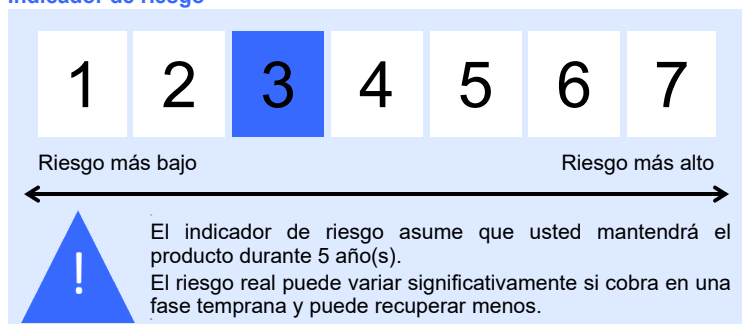 Indicador de riesgo
1 2 3 4 5 6 7
Riesgo más bajo Riesgo más alto
!
El indicador de riesgo asume que usted mantendrá el
producto durante 5 año(s).
El riesgo real puede variar significativamente si cobra en una
fase temprana y puede recuperar menos.